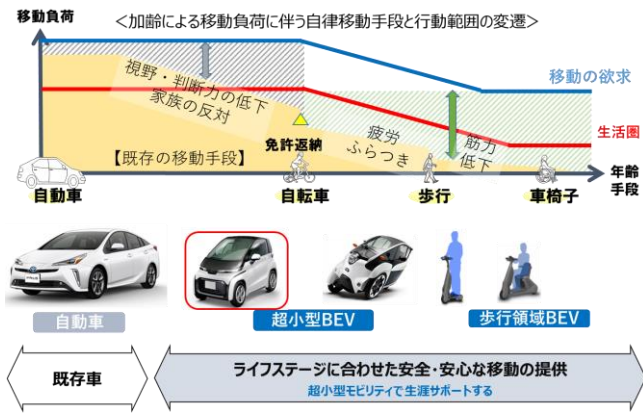 移動負荷
＜加齢による移動負荷に伴う自律移動手段と行動範囲の変遷＞
移動の欲求
視野・判断力の低下
家族の反対
生活圏
免許返納
疲労
ふらつき
筋力
低下
【既存の移動手段】
年齢
手段
自動車
自転車
歩行
車椅子
自動車
超小型BEV
歩行領域BEV
既存車
ライフステージに合わせた安全・安心な移動の提供
超小型モビリティで生涯サポートする